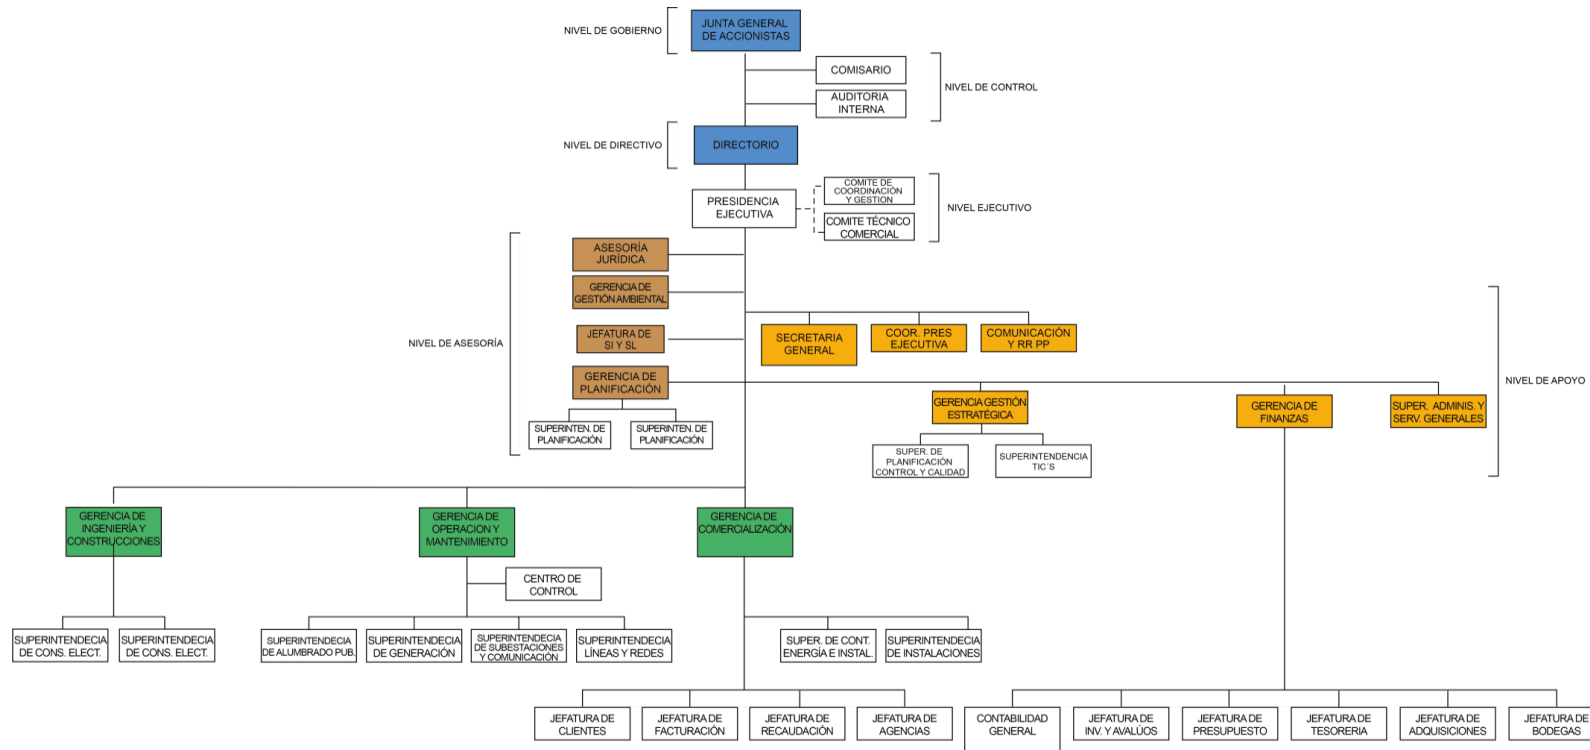 NIVEL DE GOBIERNO
JUNTA GENERAL
DE ACCIONISTAS
COMISARIO
AUDITORIA
INTERNA
NIVEL DE CONTROL
NIVEL DE DIRECTIVO
DIRECTORIO
PRESIDENCIA
EJECUTIVA
COMITE DE
COORDINACIÓN
Y GESTION
COMITE TÉCNICO
COMERCIAL
NIVEL EJECUTIVO
NIVEL DE ASESORÍA
ASESORÍA
JURÍDICA
GERENCIA DE
GESTIÓN AMBIENTAL
JEFATURA DE
SI Y SL
GERENCIA DE
PLANIFICACIÓN
SUPERINTEN. DE
PLANIFICACIÓN
SUPERINTEN. DE
PLANIFICACIÓN
SECRETARIA
GENERAL
COOR. PRES
EJECUTIVA
COMUNICACIÓN
Y RR PP
NIVEL DE APOYO
GERENCIA GESTIÓN
ESTRATÉGICA
GERENCIA DE
FINANZAS
SUPER. ADMINIS. Y
SERV. GENERALES
SUPER. DE
PLANIFICACIÓN
CONTROL Y CALIDAD
SUPERINTENDENCIA
TIC´S
GERENCIA DE
INGENIERÍA Y
CONSTRUCCIONES
GERENCIA DE
OPERACION Y
MANTENIMIENTO
GERENCIA DE
COMERCIALIZACIÓN
CENTRO DE
CONTROL
SUPERINTENDECIA
DE CONS. ELECT.
SUPERINTENDECIA
DE CONS. ELECT.
SUPERINTENDECIA
DE ALUMBRADO PUB.
SUPERINTENDECIA
DE GENERACIÓN
SUPERINTENDECIA
DE SUBESTACIONES
Y COMUNICACIÓN
SUPERINTENDECIA
LÍNEAS Y REDES
SUPER. DE CONT.
ENERGÍA E INSTAL.
SUPERINTENDECIA
DE INSTALACIONES
JEFATURA DE
CLIENTES
JEFATURA DE
FACTURACIÓN
JEFATURA DE
RECAUDACIÓN
JEFATURA DE
AGENCIAS
CONTABILIDAD
GENERAL
JEFATURA DE
INV. Y AVALÚOS
JEFATURA DE
PRESUPUESTO
JEFATURA DE
TESORERIA
JEFATURA DE
ADQUISICIONES
JEFATURA DE
BODEGAS